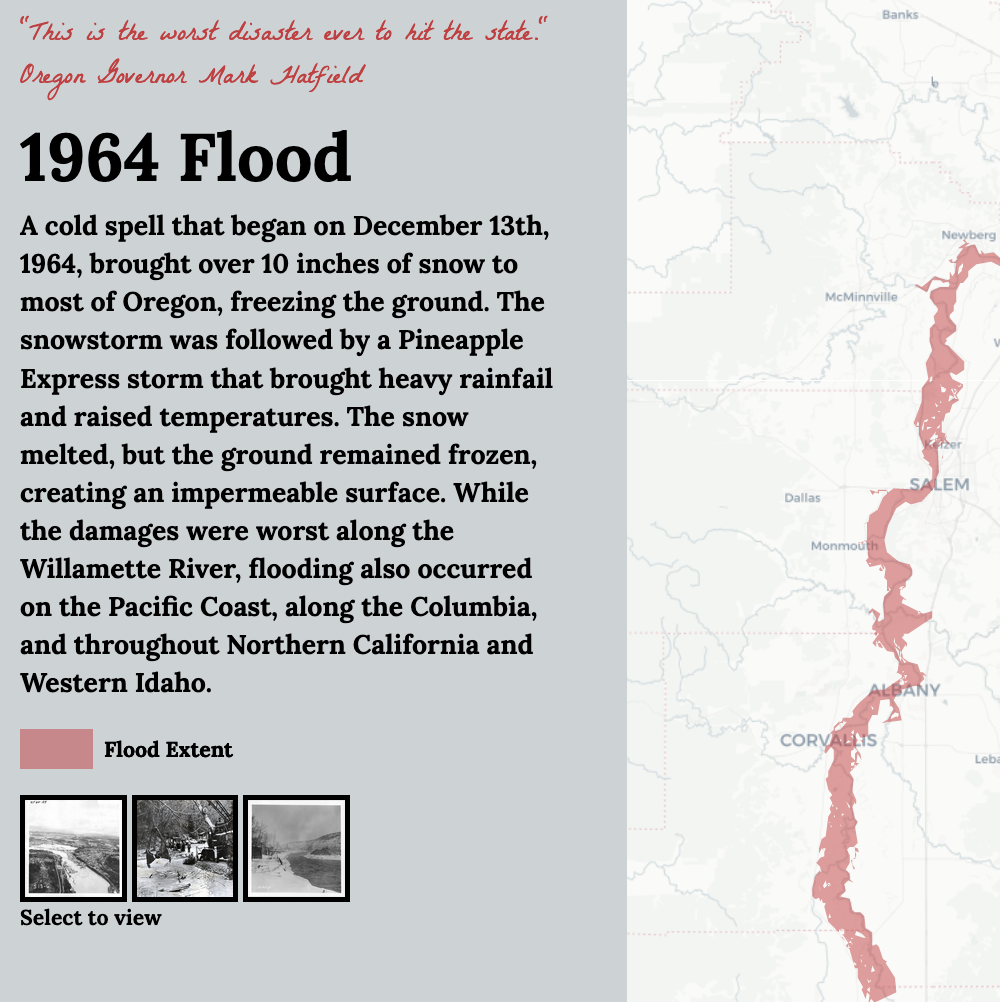 "This is the worst disaster ever to hit the state."
Oregon Governor Mark Hatfield
1964 Flood
A cold spell that began on December 13th,
1964, brought over 10 inches of snow to
most of Oregon, freezing the ground. The
snowstorm was followed by a Pineapple
Express storm that brought heavy rainfail
and raised temperatures. The snow
melted, but the ground remained frozen,
creating an impermeable surface. While
the damages were worst along the
Willamette River, flooding also occurred
on the Pacific Coast, along the Columbia,
and throughout Northern California and
Western Idaho.
Flood Extent
Select to view
Banks
Newberg
McMinnville
W
Keizer
SALEM
Dallas
Monmouth
ALBANY
CORVALLIS
Leba